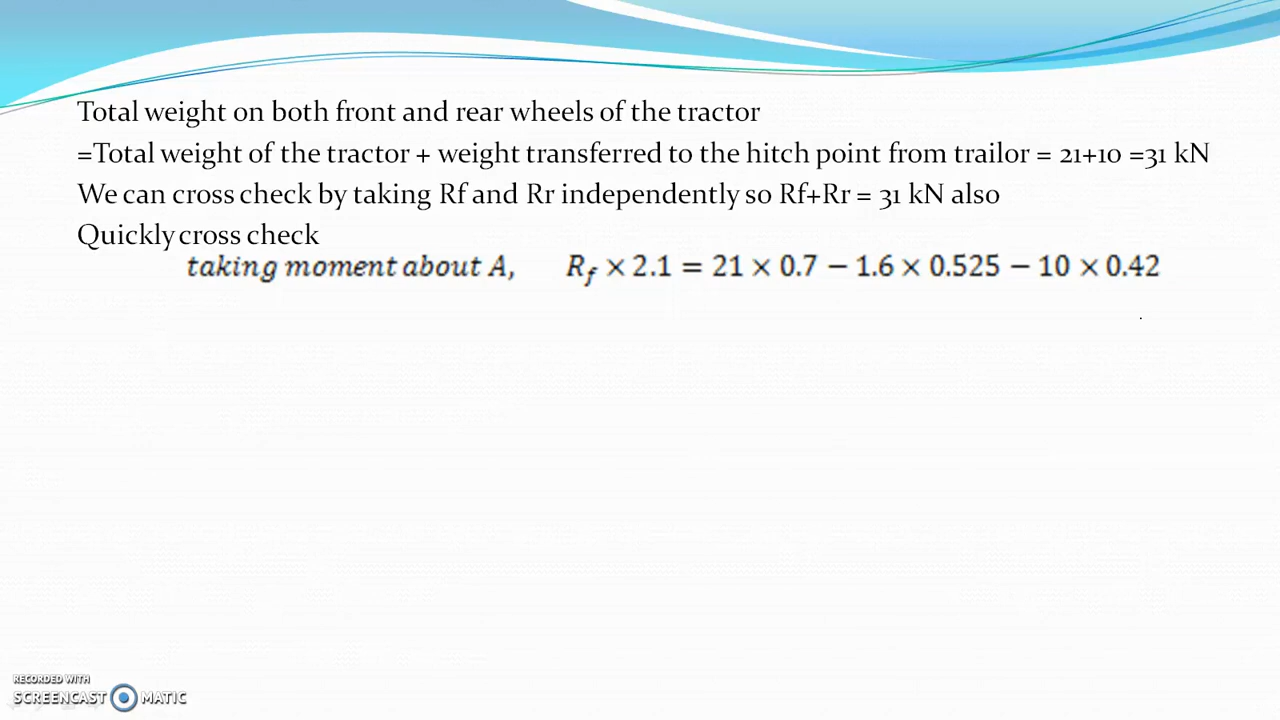 Total weight on both front and rear wheels of the tractor
=Total weight of the tractor + weight transferred to the hitch point from trailor = 21+10 =31 kN
We can cross check by taking Rf and Rr independently so Rf+Rr = 31 kN also
Quickly cross check
taking moment about A, R_f × 2.1 = 21 × 0.7 − 1.6 × 0.525 − 10 × 0.42
RECORDED WITH
SCREENCAST MATIC